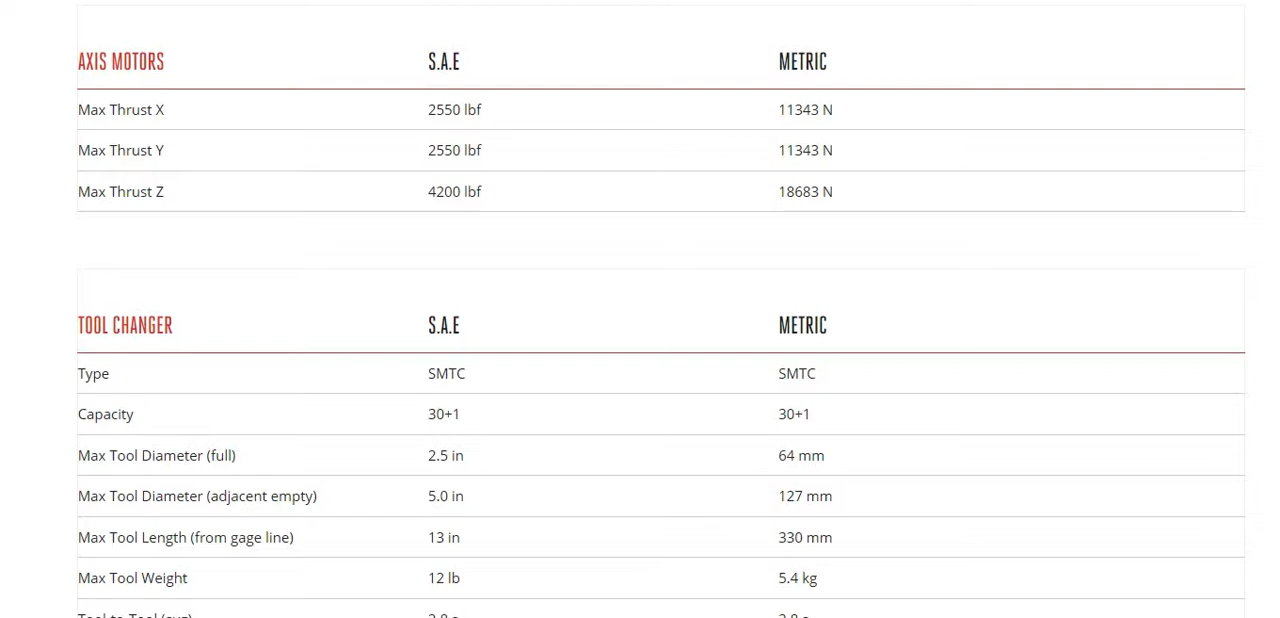 AXIS MOTORS S.A.E METRIC
Max Thrust X 2550 lbf 11343 N
Max Thrust Y 2550 lbf 11343 N
Max Thrust Z 4200 lbf 18683 N
TOOL CHANGER S.A.E METRIC
Type SMTC SMTC
Capacity 30+1 30+1
Max Tool Diameter (full) 2.5 in 64 mm
Max Tool Diameter (adjacent empty) 5.0 in 127 mm
Max Tool Length (from gage line) 13 in 330 mm
Max Tool Weight 12 lb 5.4 kg